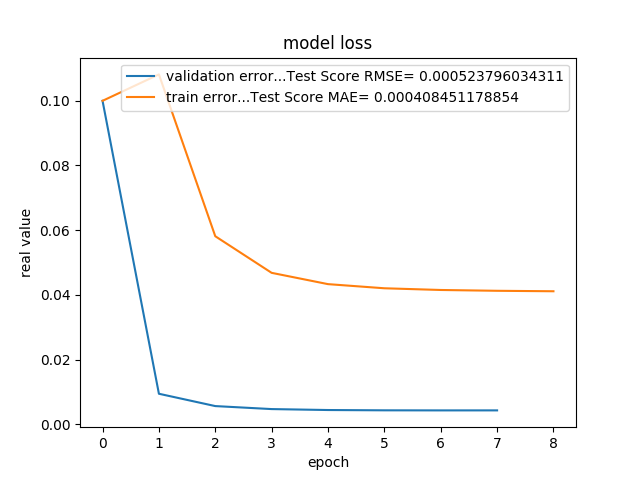 model loss
validation error...Test Score RMSE= 0.000523796034311
train error...Test Score MAE= 0.000408451178854
real value
0.10
0.08
0.06
0.04
0.02
0.00
0 1 2 3 4 5 6 7 8
epoch